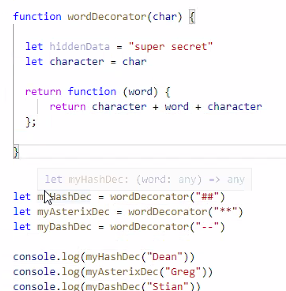 function wordDecorator(char) {
let hiddenData = "super secret"
let character = char
return function (word) {
return character + word + character
};
}
let myHashDec: (word: any) => any
let myHashDec = wordDecorator("##")
let myAsterixDec = wordDecorator("**")
let myDashDec = wordDecorator("--")
console.log(myHashDec("Dean"))
console.log(myAsterixDec("Greg"))
console.log(myDashDec("Stian"))